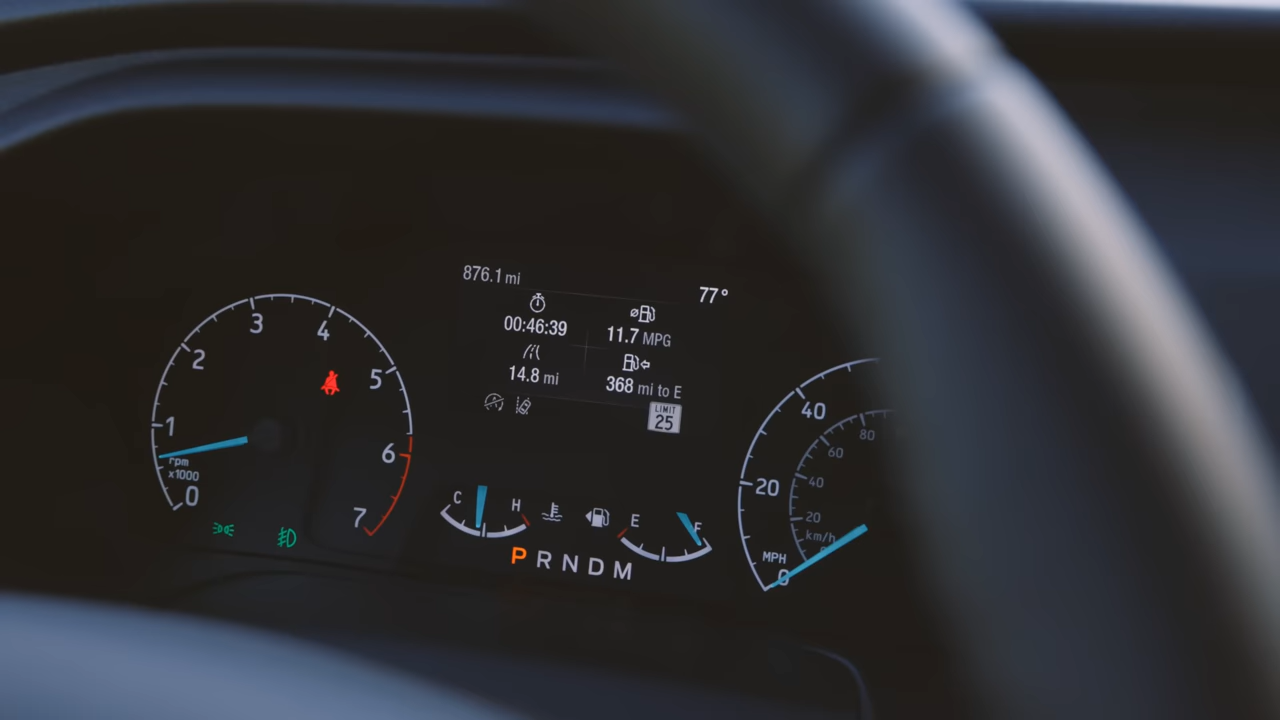 876.1 mi
77°
00:46:39
11.7 MPG
14.8 mi
368 mi to E
LIMIT
25
0
1
2
3
4
5
6
7
rpm
x1000
C
H
E
F
P R N D M
0
20
40
MPH
20
40
60
80
km/h